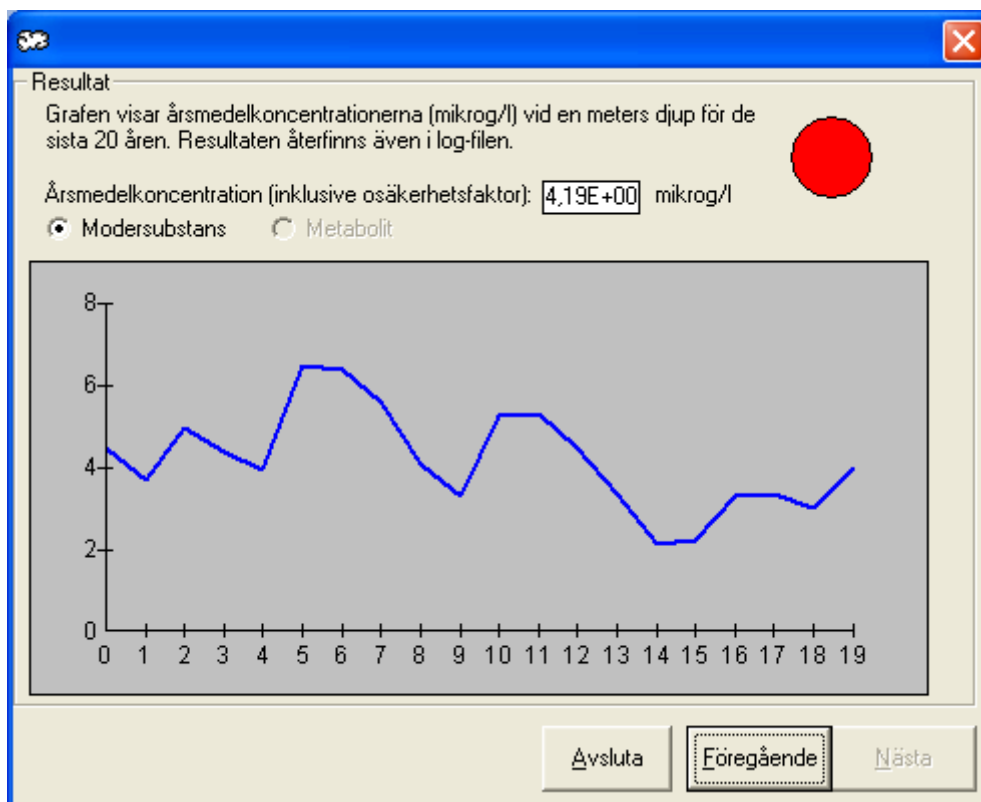 Resultat
Grafen visar årsmedelkoncentrationerna (mikrog/l) vid en meters djup för de
sista 20 åren. Resultaten återfinns även i log-filen.
Årsmedelkoncentration (inklusive osäkerhetsfaktor): 4,19E+00 mikrog/l
Modersubstans Metabolit
8
6
4
2
0
0 1 2 3 4 5 6 7 8 9 10 11 12 13 14 15 16 17 18 19
Avsluta Föregående Nästa